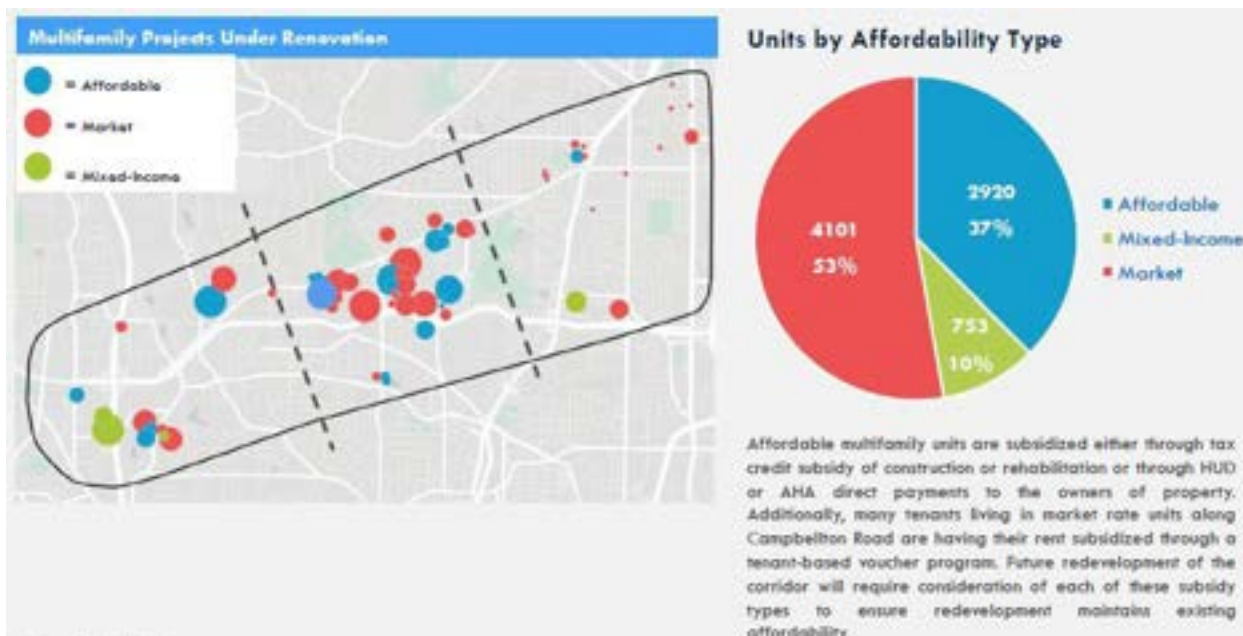 Multifamily Projects Under Renovation
= Affordable
= Market
= Mixed-Income
Units by Affordability Type
2920
37%
4101
53%
753
10%
Affordable
Mixed-Income
Market
Affordable multifamily units are subsidized either through tax
credit subsidy of construction or rehabilitation or through HUD
or AHA direct payments to the owners of property.
Additionally, many tenants living in market rate units along
Campbellton Road are having their rent subsidized through a
tenant-based voucher program. Future redevelopment of the
corridor will require consideration of each of these subsidy
types to ensure redevelopment maintains existing
affordability